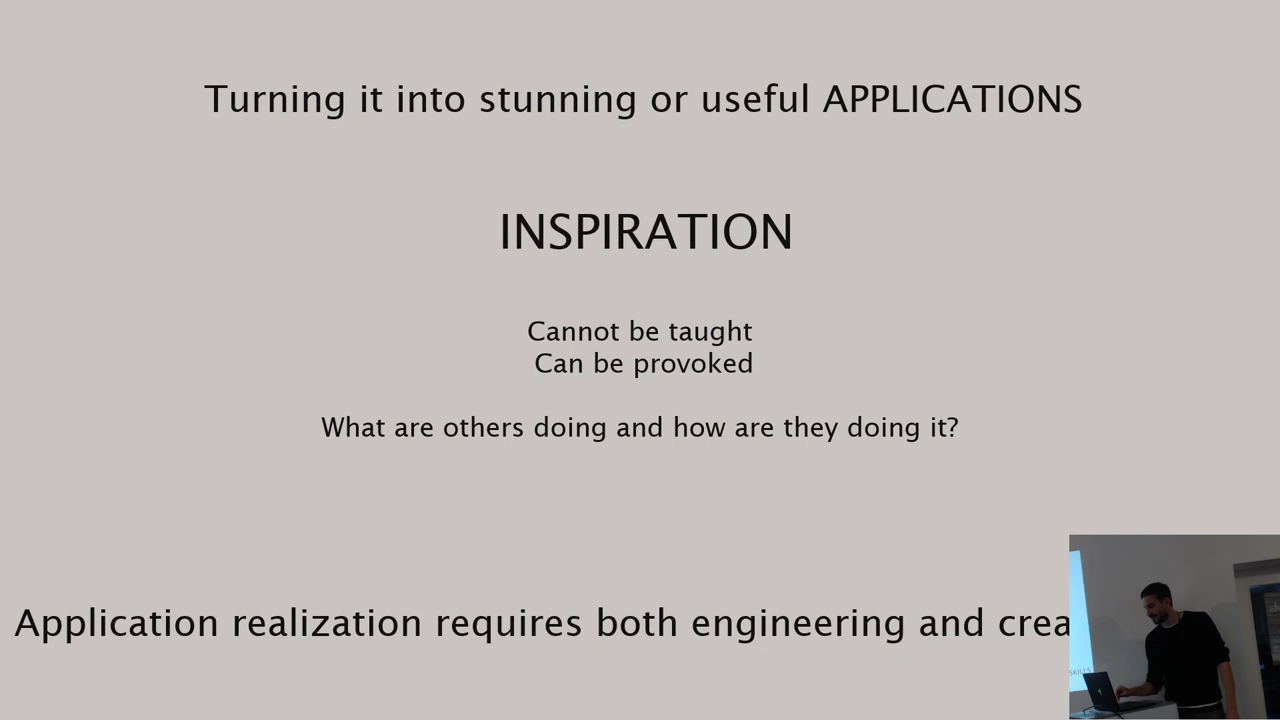 Turning it into stunning or useful APPLICATIONS
INSPIRATION
Cannot be taught
Can be provoked
What are others doing and how are they doing it?
Application realization requires both engineering and crea
SKILLS